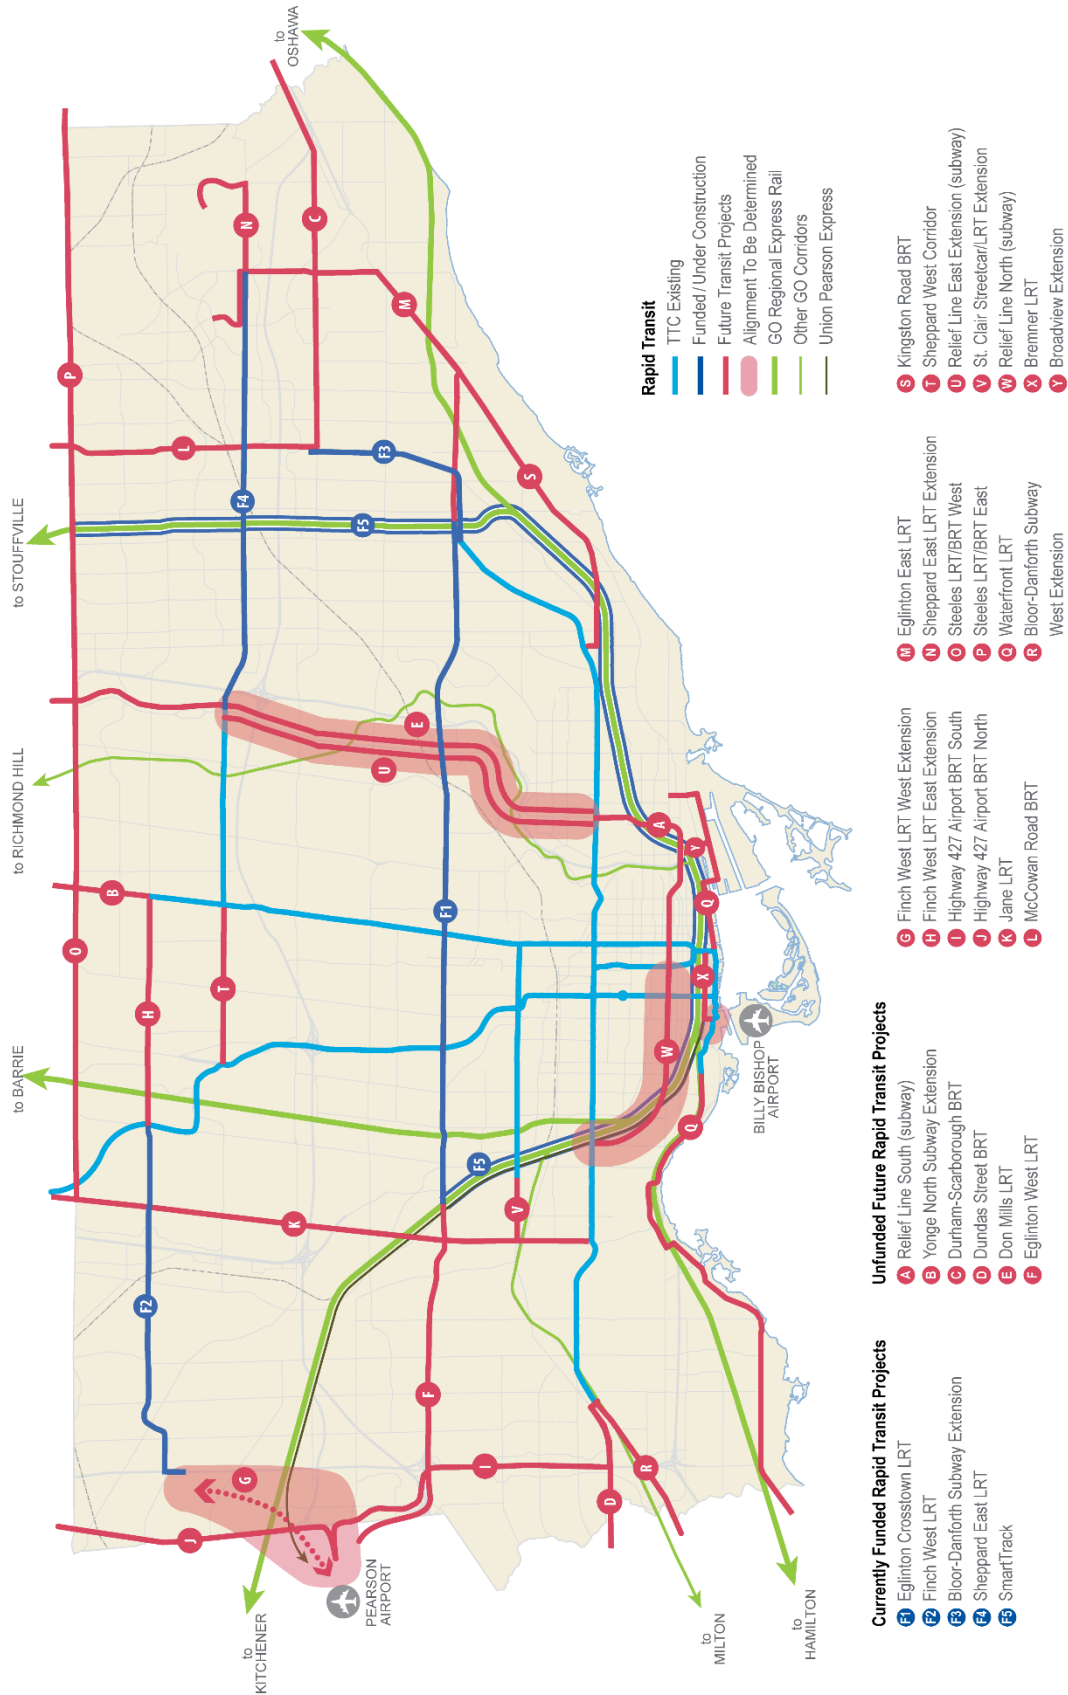 to
OSHAWA
to STOUFFVILLE
to RICHMOND HILL
to BARRIE
to
KITCHENER
to
MILTON
to
HAMILTON
PEARSON
AIRPORT
BILLY BISHOP
AIRPORT
P
N
C
M
L
F4
F3
F5
S
E
U
B
O
H
T
F1
A
Y
Q
X
W
Q
F5
V
K
F2
G
J
F
I
R
D
Rapid Transit
TTC Existing
Funded / Under Construction
Future Transit Projects
Alignment To Be Determined
GO Regional Express Rail
Other GO Corridors
Union Pearson Express
Currently Funded Rapid Transit Projects
F1 Eglinton Crosstown LRT
F2 Finch West LRT
F3 Bloor-Danforth Subway Extension
F4 Sheppard East LRT
F5 SmartTrack
Unfunded Future Rapid Transit Projects
A Relief Line South (subway)
B Yonge North Subway Extension
C Durham-Scarborough BRT
D Dundas Street BRT
E Don Mills LRT
F Eglinton West LRT
G Finch West LRT West Extension
H Finch West LRT East Extension
I Highway 427 Airport BRT South
J Highway 427 Airport BRT North
K Jane LRT
L McCowan Road BRT
M Eglinton East LRT
N Sheppard East LRT Extension
O Steeles LRT/BRT West
P Steeles LRT/BRT East
Q Waterfront LRT
R Bloor-Danforth Subway
West Extension
S Kingston Road BRT
T Sheppard West Corridor
U Relief Line East Extension (subway)
V St. Clair Streetcar/LRT Extension
W Relief Line North (subway)
X Bremner LRT
Y Broadview Extension